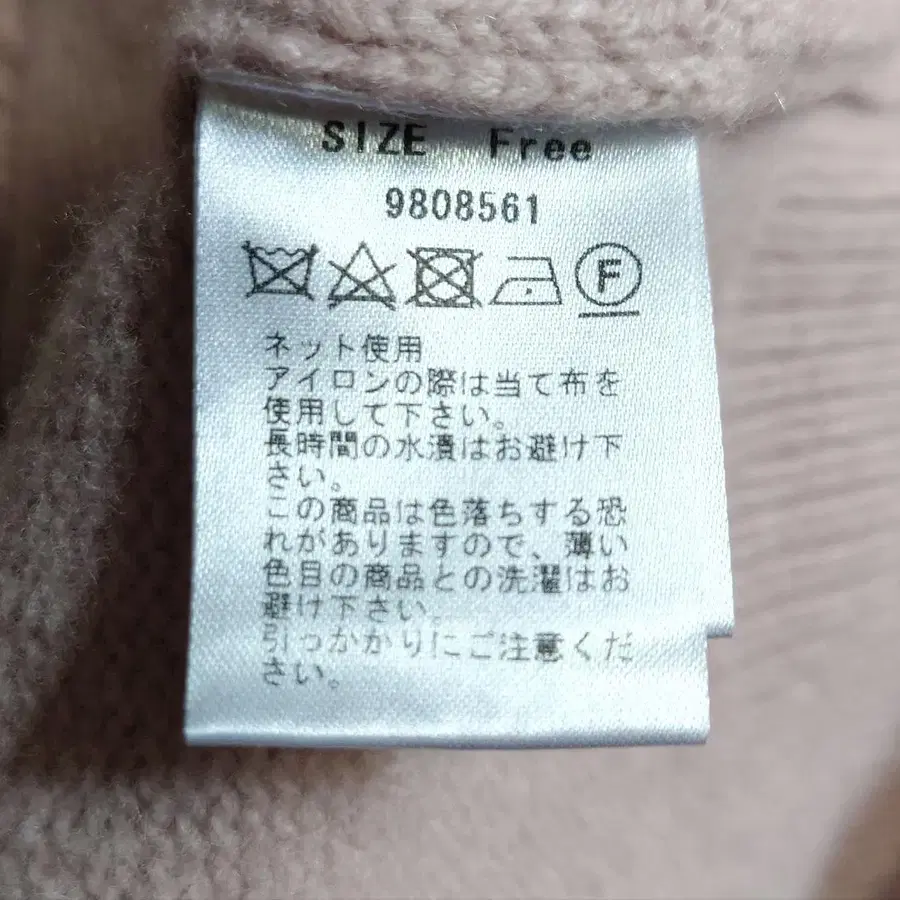 SIZE Free
9808561
F
ネット使用
アイロンの際は当て布を
使用して下さい。
長時間の水漬はお避け下
さい。
この商品は色落ちする恐
れがありますので、薄い
色目の商品との洗濯はお
避け下さい。
引っかかりにご注意くだ
さい。